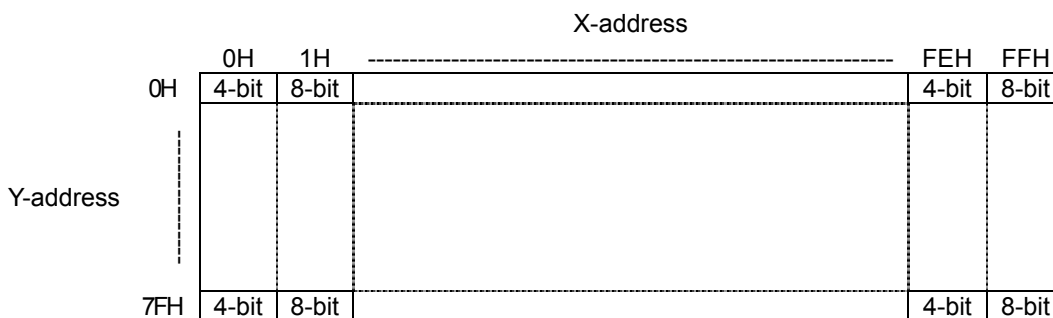 X-address
0H 1H ---------------------------------------------------------------- FEH FFH
0H 4-bit 8-bit 4-bit 8-bit
Y-address
7FH 4-bit 8-bit 4-bit 8-bit